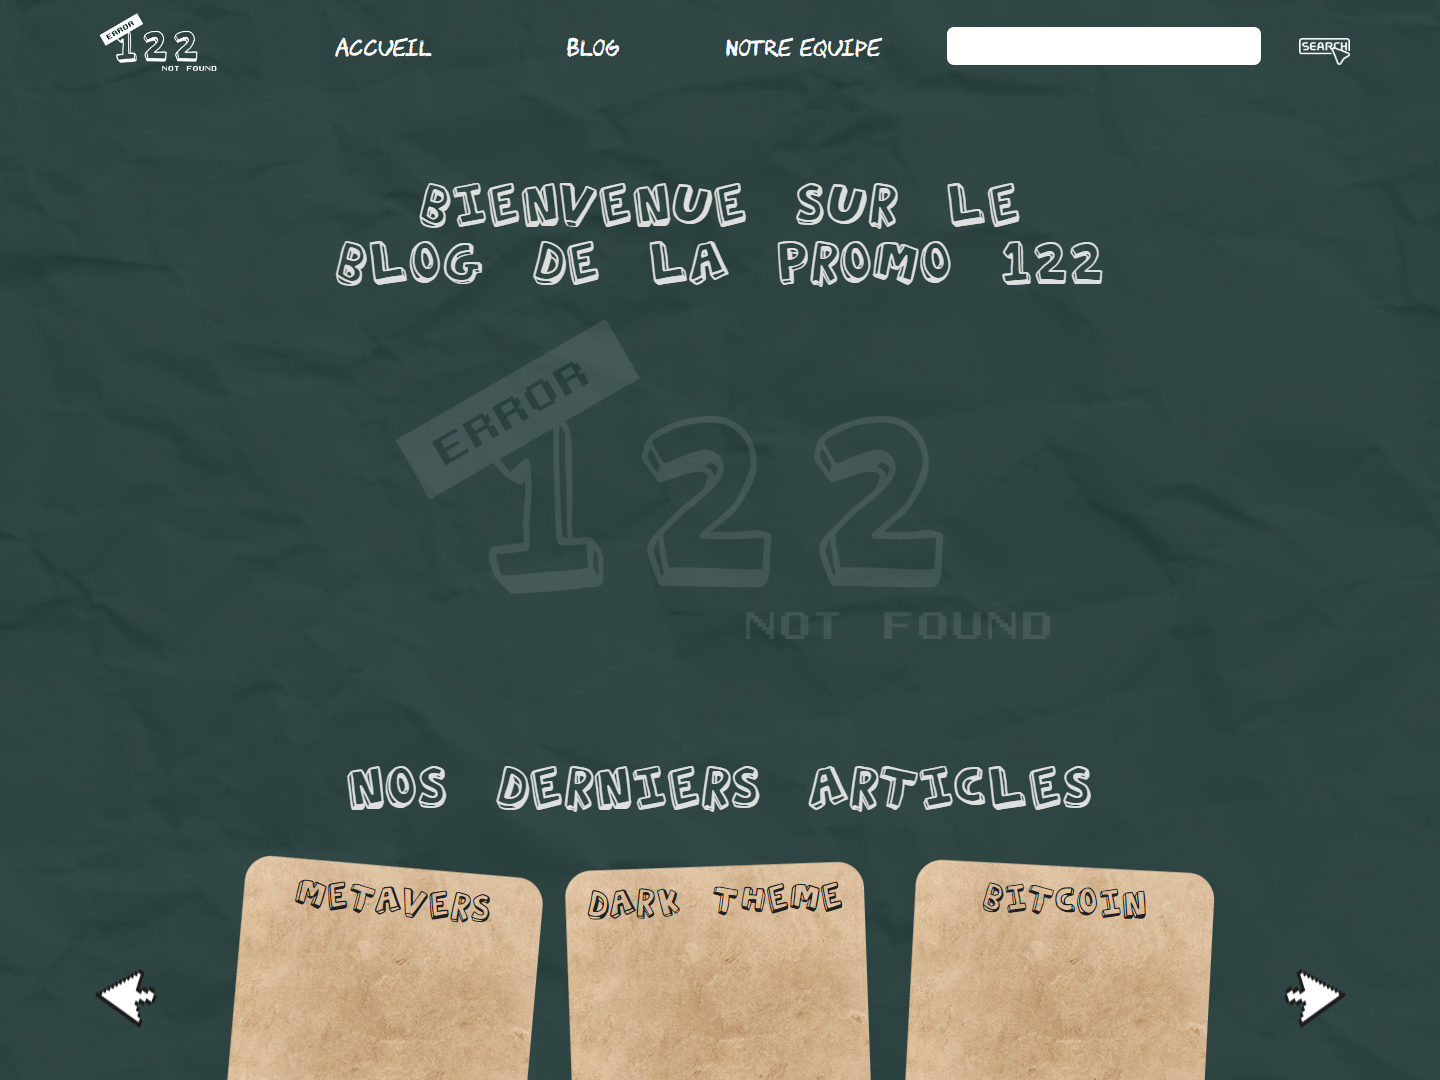 ERROR
122
NOT FOUND
ACCUEIL
BLOG
NOTRE EQUIPE
SEARCH
BIENVENUE SUR LE
BLOG DE LA PROMO 122
ERROR
122
NOT FOUND
NOS DERNIERS ARTICLES
METAVERS
DARK THEME
BITCOIN